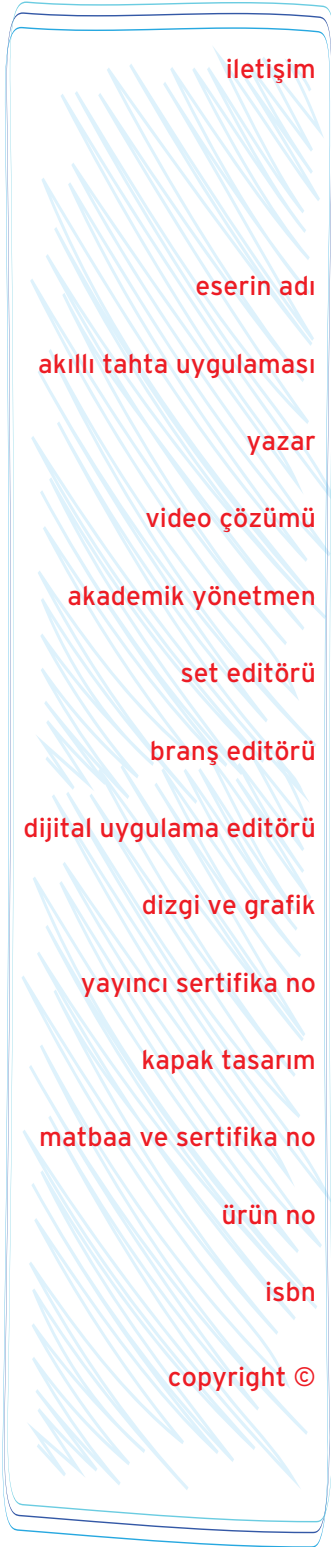 iletişim
eserin adı
akıllı tahta uygulaması
yazar
video çözümü
akademik yönetmen
set editörü
branş editörü
dijital uygulama editörü
dizgi ve grafik
yayıncı sertifika no
kapak tasarım
matbaa ve sertifika no
ürün no
isbn
copyright ©